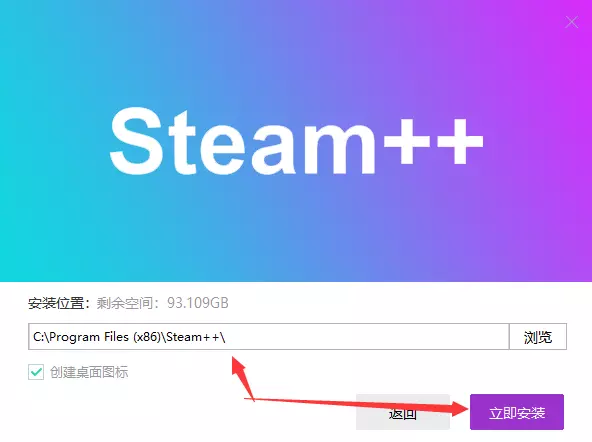 Steam++
安装位置：剩余空间：93.109GB
C:\Program Files (x86)\Steam++\
浏览
创建桌面图标
返回
立即安装